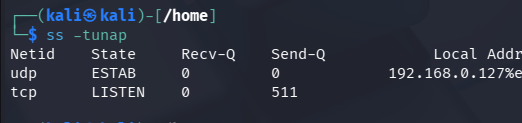 ┌──(kali㉿kali)-[/home]
└─$ ss -tunap
Netid State Recv-Q Send-Q Local Addr
udp ESTAB 0 0 192.168.0.127%e
tcp LISTEN 0 511